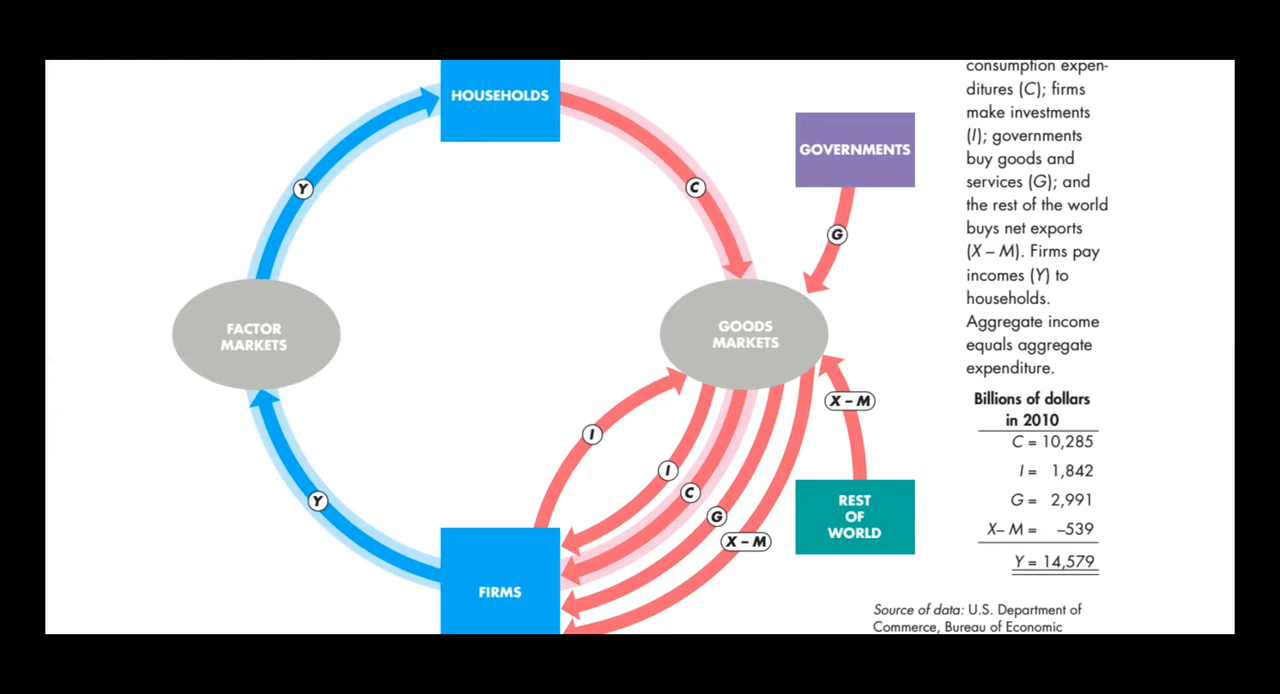 HOUSEHOLDS
GOVERNMENTS
Y
C
G
FACTOR
MARKETS
GOODS
MARKETS
X – M
I
I
C
G
X – M
Y
FIRMS
REST
OF
WORLD
consumption expen-
ditures (C); firms
make investments
(I); governments
buy goods and
services (G); and
the rest of the world
buys net exports
(X – M). Firms pay
incomes (Y) to
households.
Aggregate income
equals aggregate
expenditure.
Billions of dollars
in 2010
C = 10,285
I = 1,842
G = 2,991
X– M = –539
Y = 14,579
Source of data: U.S. Department of
Commerce, Bureau of Economic